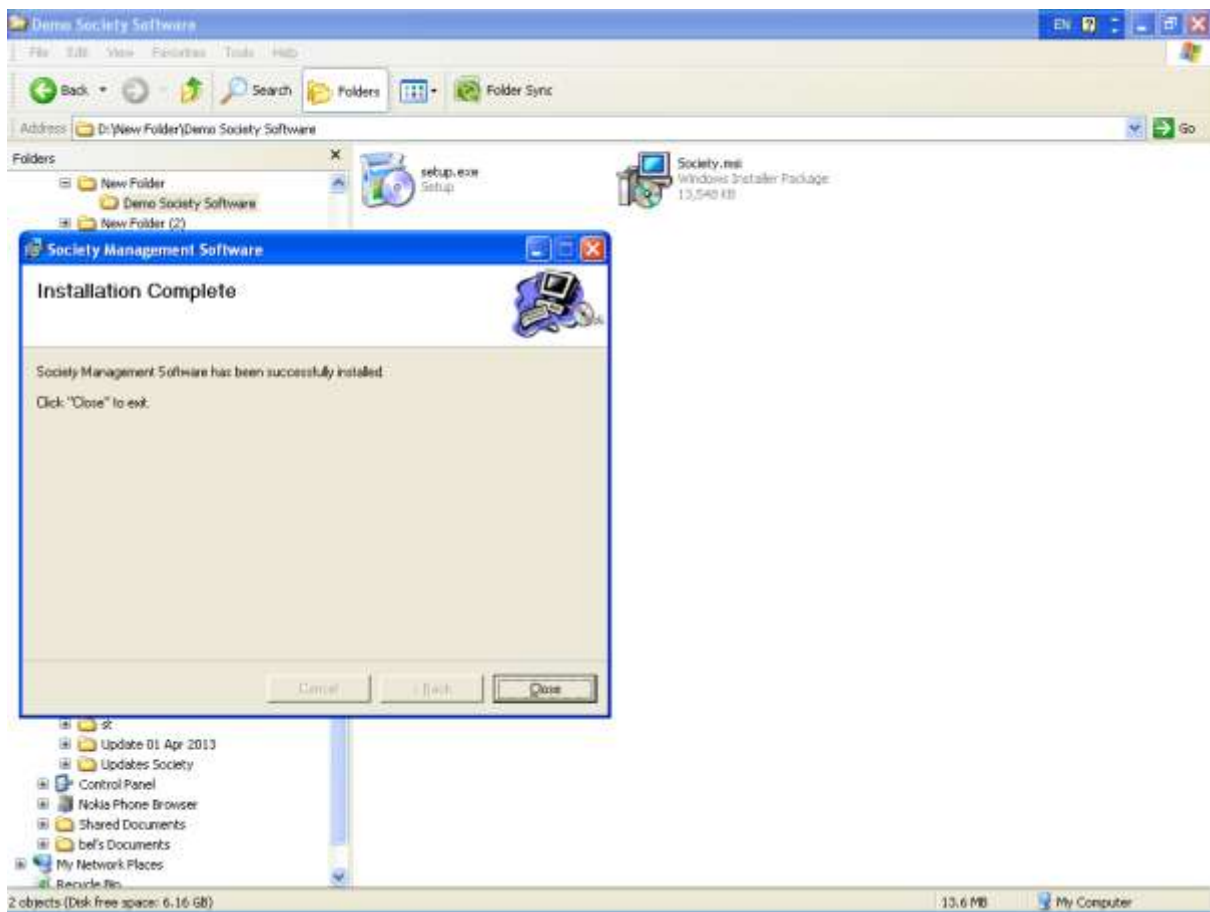 Demo Society Software
EN
File Edit View Favorites Tools Help
Back Search Folders Folder Sync
Address D:\New Folder\Demo Society Software Go
Folders
New Folder
Demo Society Software
New Folder (2)
setup.exe
Setup
Society.msi
Windows Installer Package
13,548 KB
Society Management Software
Installation Complete
Society Management Software has been successfully installed.
Click "Close" to exit.
Cancel < Back Close
st
Update 01 Apr 2013
Updates Society
Control Panel
Nokia Phone Browser
Shared Documents
bel's Documents
My Network Places
Recycle Bin
2 objects (Disk free space: 6.16 GB) 13.6 MB My Computer